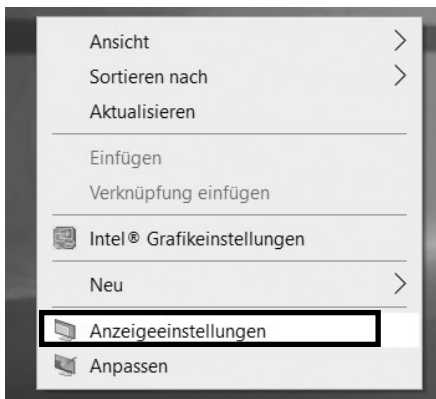 Ansicht
Sortieren nach
Aktualisieren
Einfügen
Verknüpfung einfügen
Intel® Grafikeinstellungen
Neu
Anzeigeeinstellungen
Anpassen